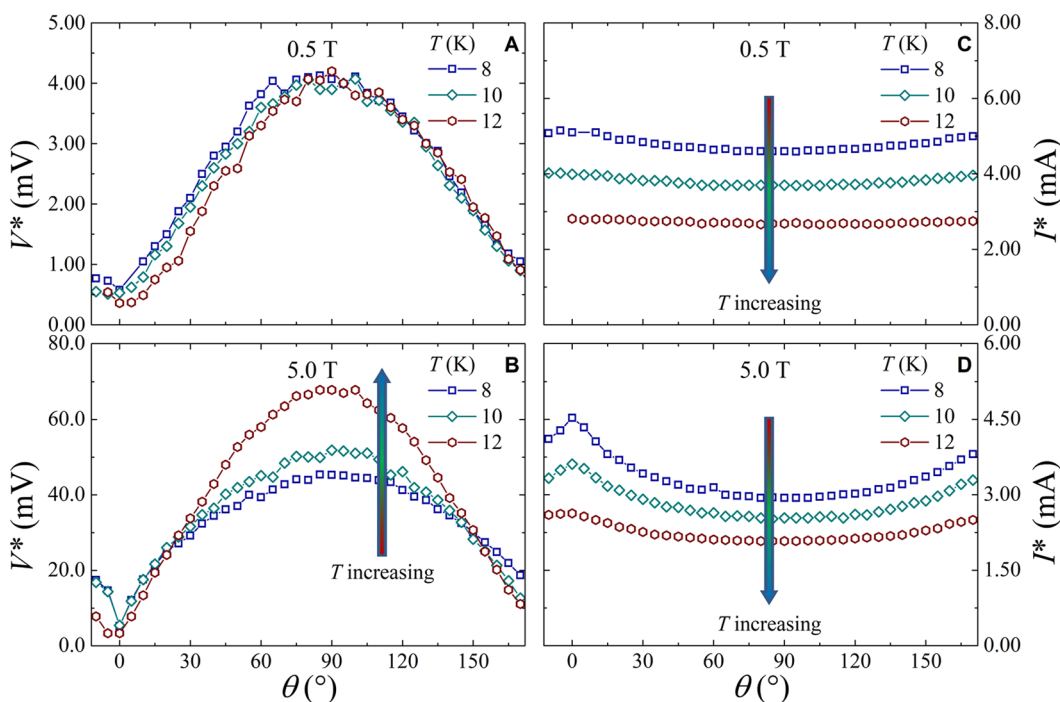 5.00
4.00
3.00
2.00
1.00
0.00
V* (mV)
0.5 T
T (K)
A
8
10
12
0.5 T
T (K)
C
8
10
12
T increasing
8.00
6.00
4.00
2.00
0.00
I* (mA)
80.0
60.0
40.0
20.0
0.0
V* (mV)
5.0 T
T (K)
B
8
10
12
T increasing
0
30
60
90
120
150
θ (°)
5.0 T
T (K)
D
8
10
12
T increasing
6.00
4.50
3.00
1.50
0.00
I* (mA)
0
30
60
90
120
150
θ (°)